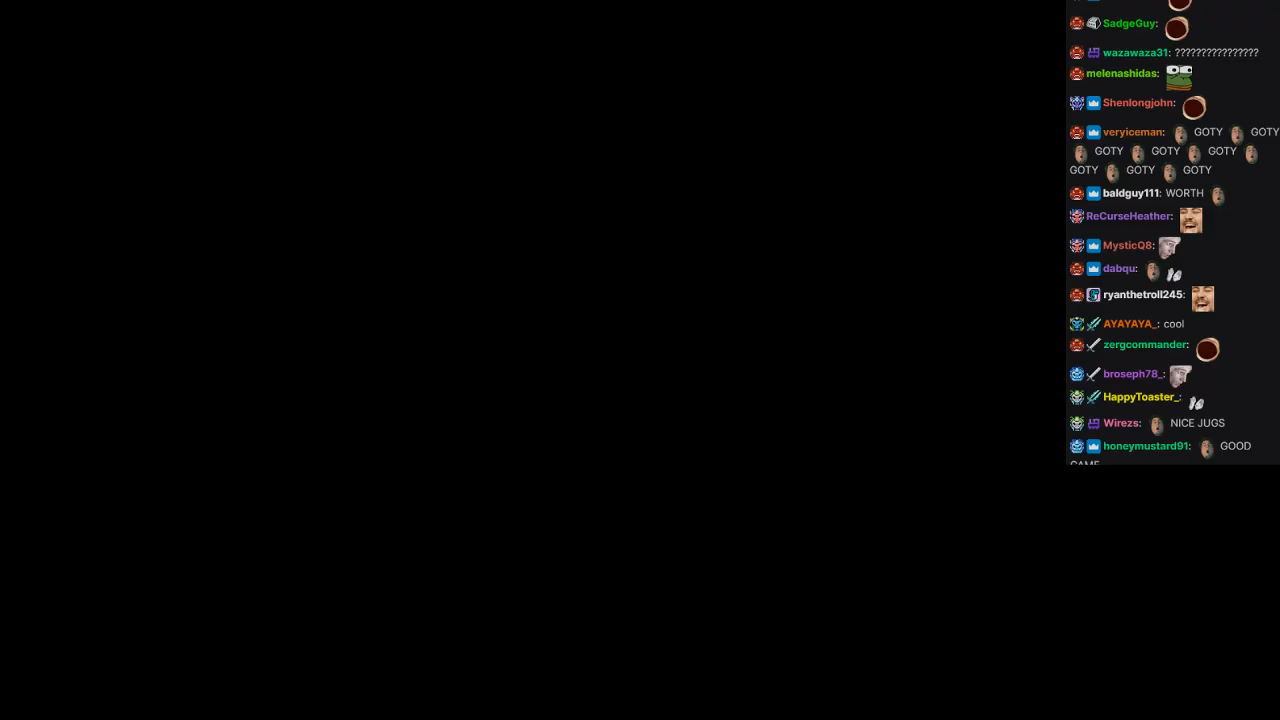 SadgeGuy:
wazawaza31: ????????????????
melenashidas:
Shenlongjohn:
veryiceman: GOTY GOTY
GOTY GOTY GOTY
GOTY GOTY GOTY
baldguy111: WORTH
ReCurseHeather:
MysticQ8:
dabqu:
ryanthetroll245:
AYAYAYA_: cool
zergcommander:
broseph78_:
HappyToaster_:
Wirezs: NICE JUGS
honeymustard91: GOOD
GAME